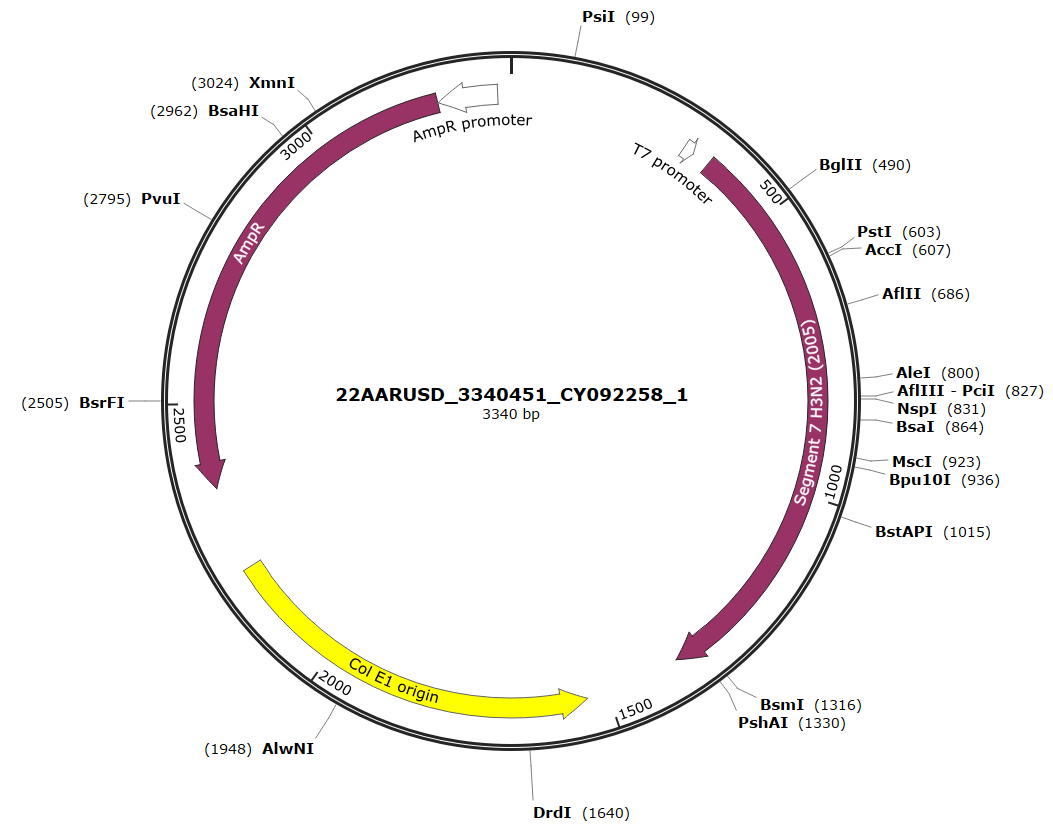 PsiI (99)
(3024) XmnI
(2962) BsaHI
3000
AmpR promoter
T7 promoter
BglII (490)
500
(2795) PvuI
AmpR
PstI (603)
AccI (607)
AflII (686)
Segment 7 H3N2 (2005)
AleI (800)
AflIII - PciI (827)
NspI (831)
BsaI (864)
22AARUSD_3340451_CY092258_1
3340 bp
(2505) BsrFI
2500
MscI (923)
Bpu10I (936)
1000
BstAPI (1015)
Col E1 origin
2000
1500
BsmI (1316)
PshAI (1330)
(1948) AlwNI
DrdI (1640)